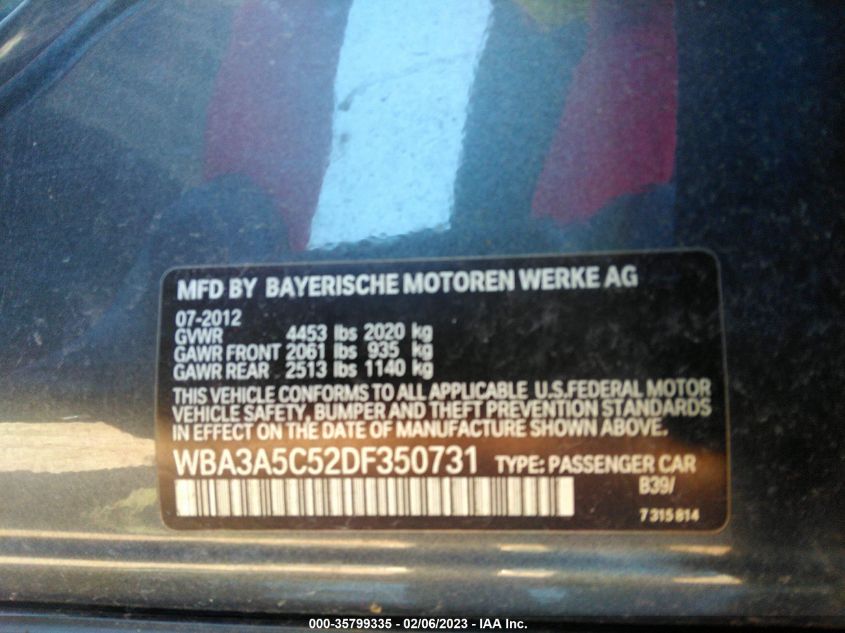 MFD BY BAYERISCHE MOTOREN WERKE AG
07-2012
GVWR 4453 lbs 2020 kg
GAWR FRONT 2061 lbs 935 kg
GAWR REAR 2513 lbs 1140 kg
THIS VEHICLE CONFORMS TO ALL APPLICABLE U.S.FEDERAL MOTOR
VEHICLE SAFETY, BUMPER AND THEFT PREVENTION STANDARDS
IN EFFECT ON THE DATE OF MANUFACTURE SHOWN ABOVE.
WBA3A5C52DF350731 TYPE: PASSENGER CAR
B39/
7 315 814
000-35799335 - 02/06/2023 - IAA Inc.